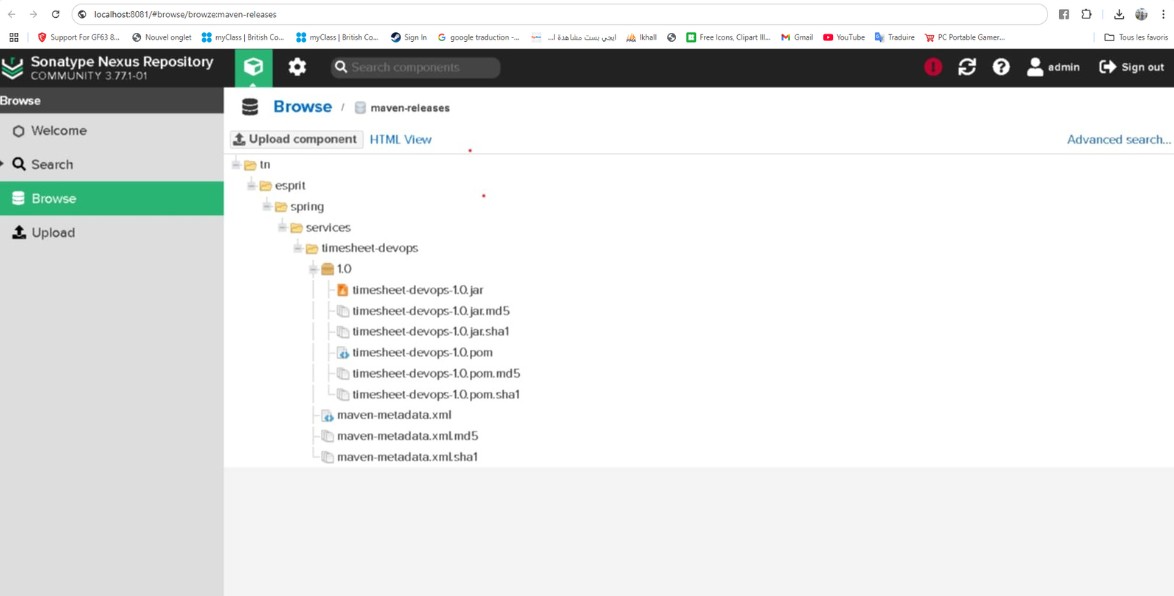 localhost:8081/#browse/browze:maven-releases
Support For GF63 8... Nouvel onglet myClass | British Co... myClass | British Co... Sign In google traduction -... ايجي بست مشاهدة ا... Ikhall Free Icons, Clipart Ill... Gmail YouTube Traduire PC Portable Gamer... Tous les favoris
Sonatype Nexus Repository
COMMUNITY 3.77.1-01
Search components
admin Sign out
Browse
Browse / maven-releases
Welcome
Search
Browse
Upload
Upload component HTML View Advanced search...
tn
esprit
spring
services
timesheet-devops
1.0
timesheet-devops-1.0.jar
timesheet-devops-1.0.jar.md5
timesheet-devops-1.0.jar.sha1
timesheet-devops-1.0.pom
timesheet-devops-1.0.pom.md5
timesheet-devops-1.0.pom.sha1
maven-metadata.xml
maven-metadata.xml.md5
maven-metadata.xml.sha1